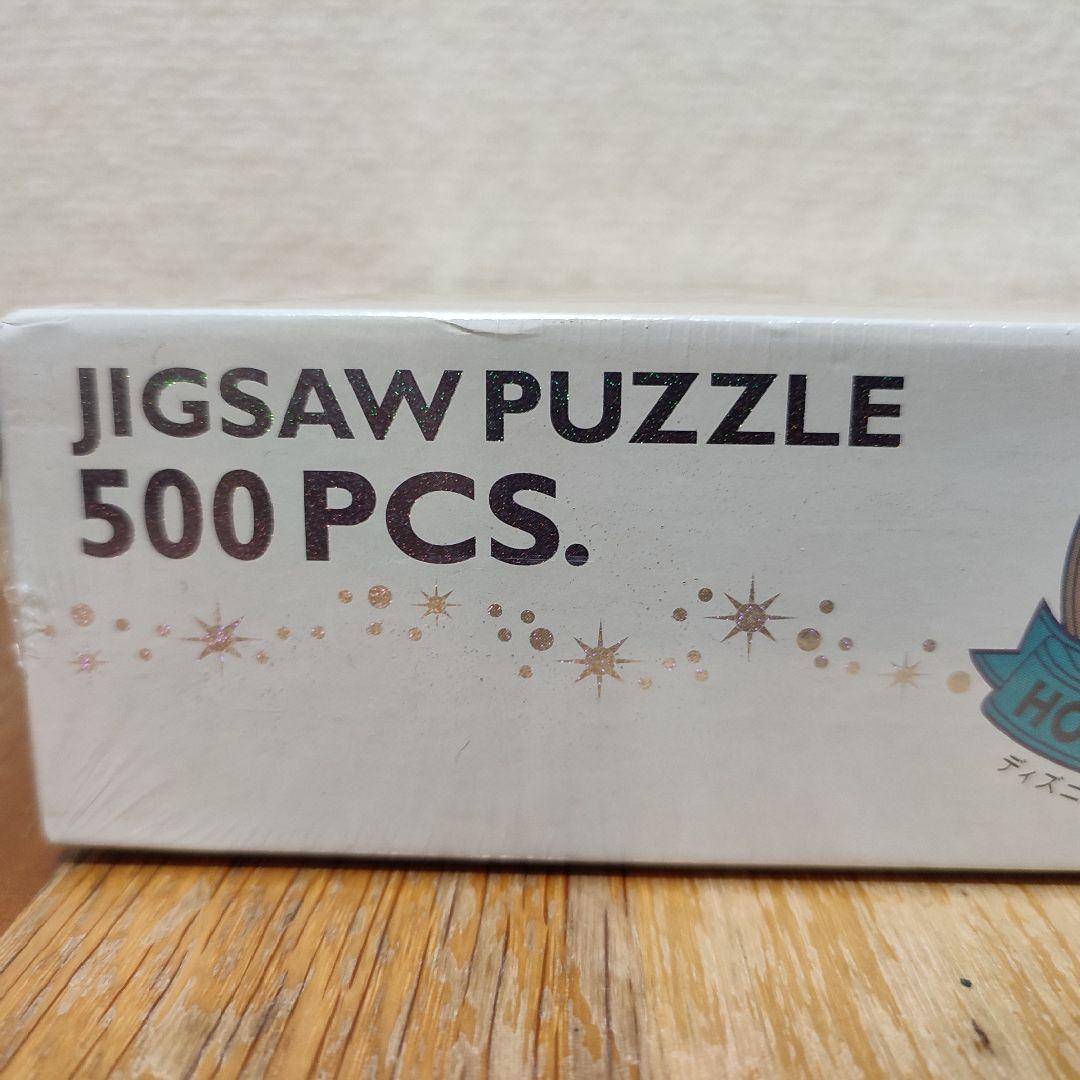 JIGSAW PUZZLE
500 PCS.
HO
ディズニ